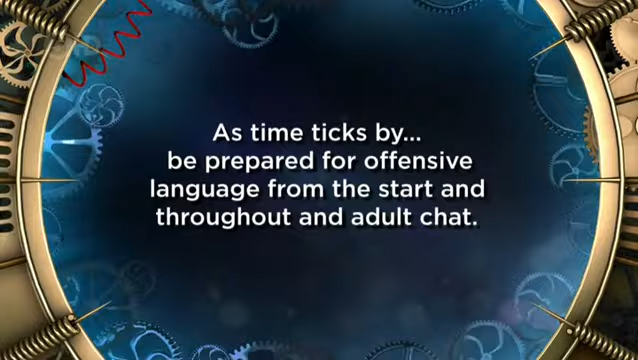 As time ticks by...
be prepared for offensive
language from the start and
throughout and adult chat.